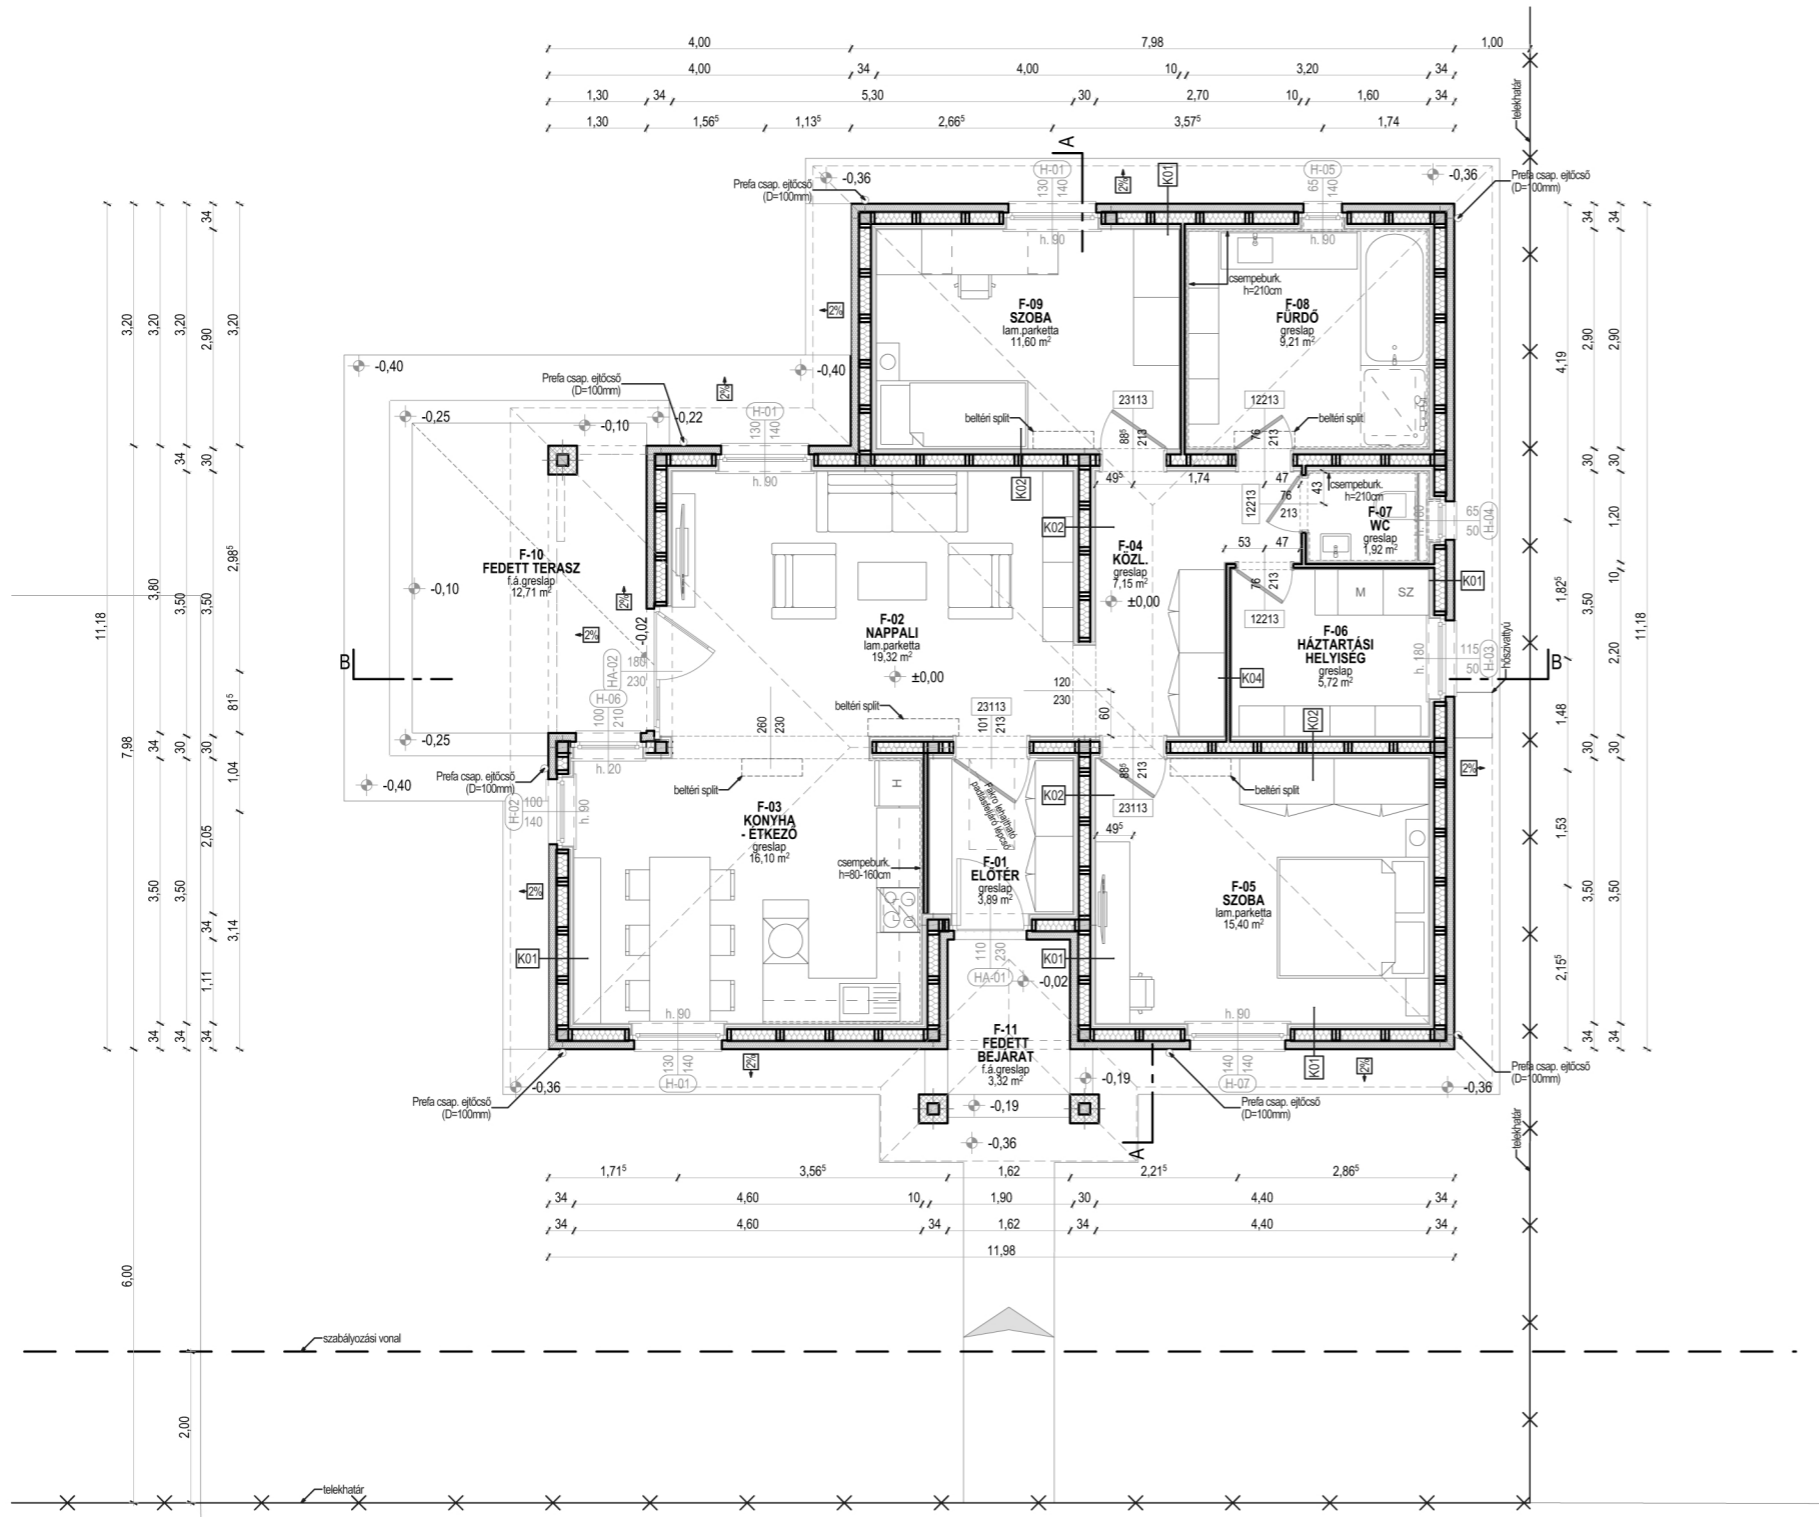 4,00
7,98
1,00
4,00
34
4,00
10
3,20
34
1,30
34
5,30
30
2,70
10
1,60
34
1,30
1,56⁵
1,13⁵
2,66⁵
3,57⁵
1,74
telekhatár
A
-0,36
Prefa csap. ejtőcső
(D=100mm)
H-01
130
140
2%
K01
H-05
65
140
-0,36
Prefa csap. ejtőcső
(D=100mm)
h. 90
h. 90
csempeburk.
h=210cm
F-09
SZOBA
lam.parketta
11,60 m²
F-08
FÜRDŐ
greslap
9,21 m²
2%
-0,40
-0,40
Prefa csap. ejtőcső
(D=100mm)
2%
-0,25
-0,10
-0,22
H-01
130
140
beltéri split
23113
88⁵
213
12213
76
213
beltéri split
h. 90
K02
49⁵
1,74
47
43
csempeburk.
h=210cm
12213
76
213
F-07
WC
greslap
1,92 m²
h. 180
65
50
H-04
K02
F-04
KÖZL.
greslap
7,15 m²
±0,00
53
47
76
213
12213
M
SZ
K01
F-10
FEDETT TERASZ
f.á.greslap
12,71 m²
-0,10
2%
2%
-0,02
HA-02
180
230
H-06
100
210
F-02
NAPPALI
lam.parketta
19,32 m²
±0,00
F-06
HÁZTARTÁSI
HELYISÉG
greslap
5,72 m²
h. 180
115
50
H-03
hőszivattyú
B
B
K04
120
230
60
beltéri split
23113
101
213
260
230
K02
-0,25
-0,40
Prefa csap. ejtőcső
(D=100mm)
h. 20
H-02
100
140
h. 90
beltéri split
H
F-03
KONYHA
- ÉTKEZŐ
greslap
16,10 m²
csempeburk.
h=80-160cm
Fakro lehajtható
padlásfeljáró lépcső
K02
F-01
ELŐTÉR
greslap
3,89 m²
88⁵
213
23113
49⁵
beltéri split
2%
F-05
SZOBA
lam.parketta
15,40 m²
2%
K01
K01
110
230
HA-01
-0,02
h. 90
h. 90
F-11
FEDETT
BEJÁRAT
f.á.greslap
3,32 m²
130
140
H-01
2%
-0,36
Prefa csap. ejtőcső
(D=100mm)
-0,19
-0,19
-0,36
A
140
140
H-07
K01
2%
-0,36
Prefa csap. ejtőcső
(D=100mm)
Prefa csap. ejtőcső
(D=100mm)
telekhatár
11,18
3,20
7,98
6,00
3,20
3,80
34
3,50
34
3,20
34
3,50
30
3,50
34
34
2,90
30
3,50
30
2,05
34
1,11
34
3,20
2,98⁵
81⁵
1,04
3,14
2,00
4,19
1,82⁵
1,48
1,53
2,15⁵
34
2,90
30
3,50
30
3,50
34
34
2,90
30
1,20
10
2,20
30
3,50
34
11,18
1,71⁵
3,56⁵
1,62
2,21⁵
2,86⁵
34
4,60
10
1,90
30
4,40
34
34
4,60
34
1,62
34
4,40
34
11,98
szabályozási vonal
telekhatár